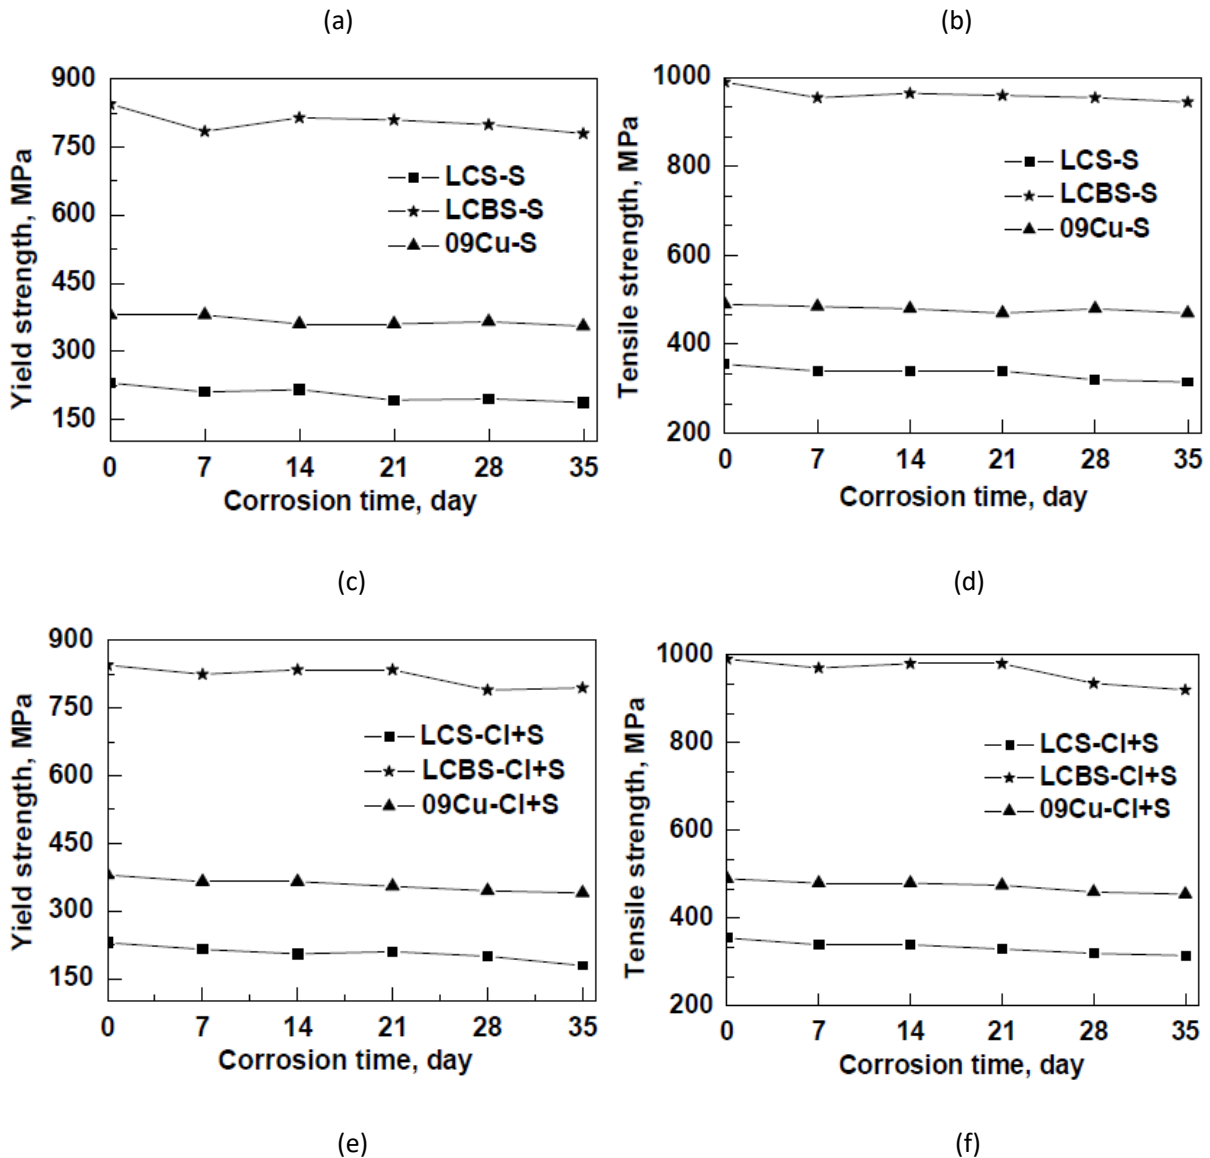 (a)
(b)
900
750
600
450
300
150
Yield strength, MPa
LCS-S
LCBS-S
09Cu-S
0 7 14 21 28 35
Corrosion time, day
1000
800
600
400
200
Tensile strength, MPa
LCS-S
LCBS-S
09Cu-S
0 7 14 21 28 35
Corrosion time, day
(c)
(d)
900
750
600
450
300
150
Yield strength, MPa
LCS-Cl+S
LCBS-Cl+S
09Cu-Cl+S
0 7 14 21 28 35
Corrosion time, day
1000
800
600
400
200
Tensile strength, MPa
LCS-Cl+S
LCBS-Cl+S
09Cu-Cl+S
0 7 14 21 28 35
Corrosion time, day
(e)
(f)